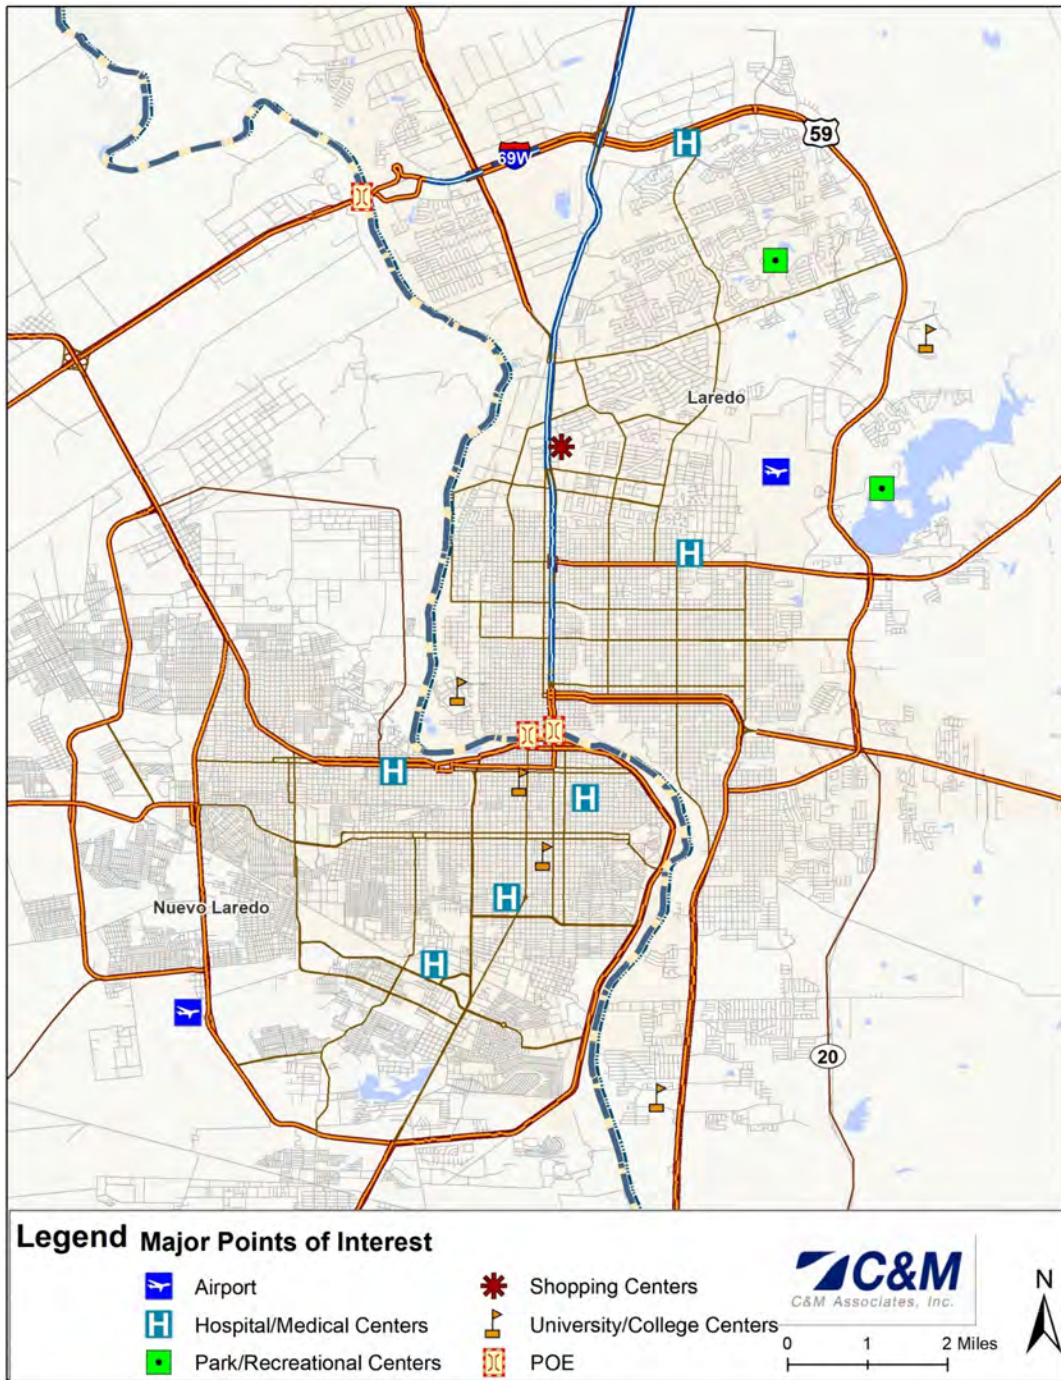 59
69W
Laredo
Nuevo Laredo
20
Legend Major Points of Interest
Airport
Shopping Centers
Hospital/Medical Centers
University/College Centers
Park/Recreational Centers
POE
C&M
C&M Associates, Inc.
N
0 1 2 Miles
H
H
H
H
H
H
H